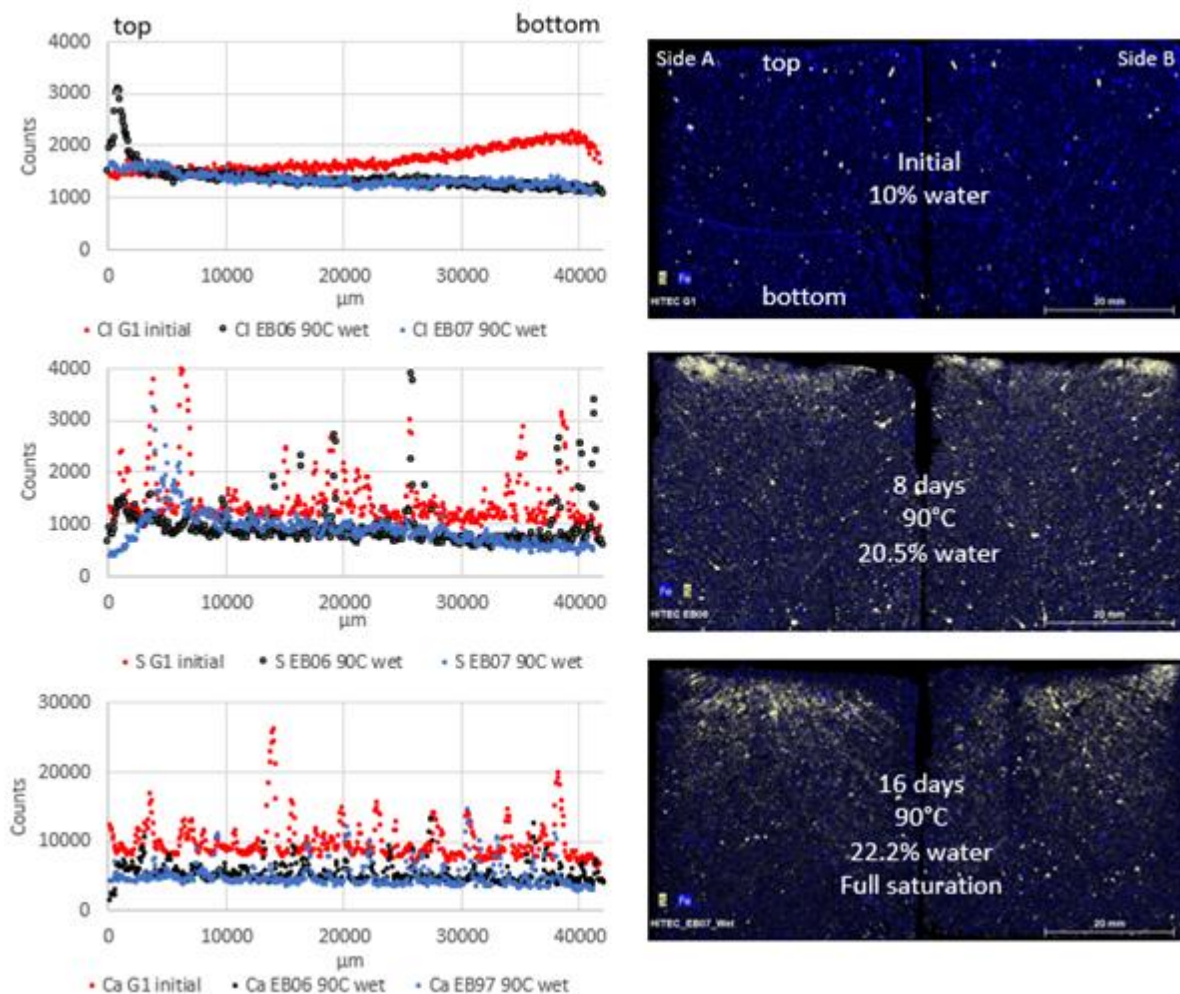 top bottom
4000
3000
2000
1000
0
Counts
0 10000 20000 30000 40000
µm
• Cl G1 initial • Cl EB06 90C wet • Cl EB07 90C wet
4000
3000
2000
1000
0
Counts
0 10000 20000 30000 40000
µm
• S G1 initial • S EB06 90C wet • S EB07 90C wet
30000
20000
10000
0
Counts
0 10000 20000 30000 40000
µm
• Ca G1 initial • Ca EB06 90C wet • Ca EB97 90C wet
Side A top Side B
Initial
10% water
bottom
Fe
HITEC G1
20 mm
8 days
90°C
20.5% water
Fe
HITEC EB06
20 mm
16 days
90°C
22.2% water
Full saturation
Fe
HITEC_EB07_Wet
20 mm